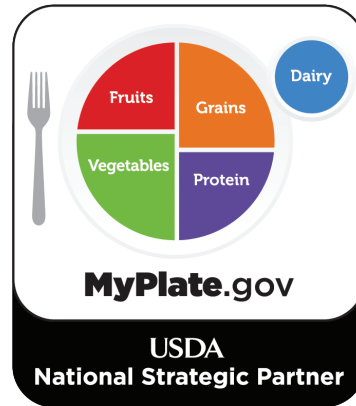 Fruits
Grains
Dairy
Vegetables
Protein
MyPlate.gov
USDA
National Strategic Partner